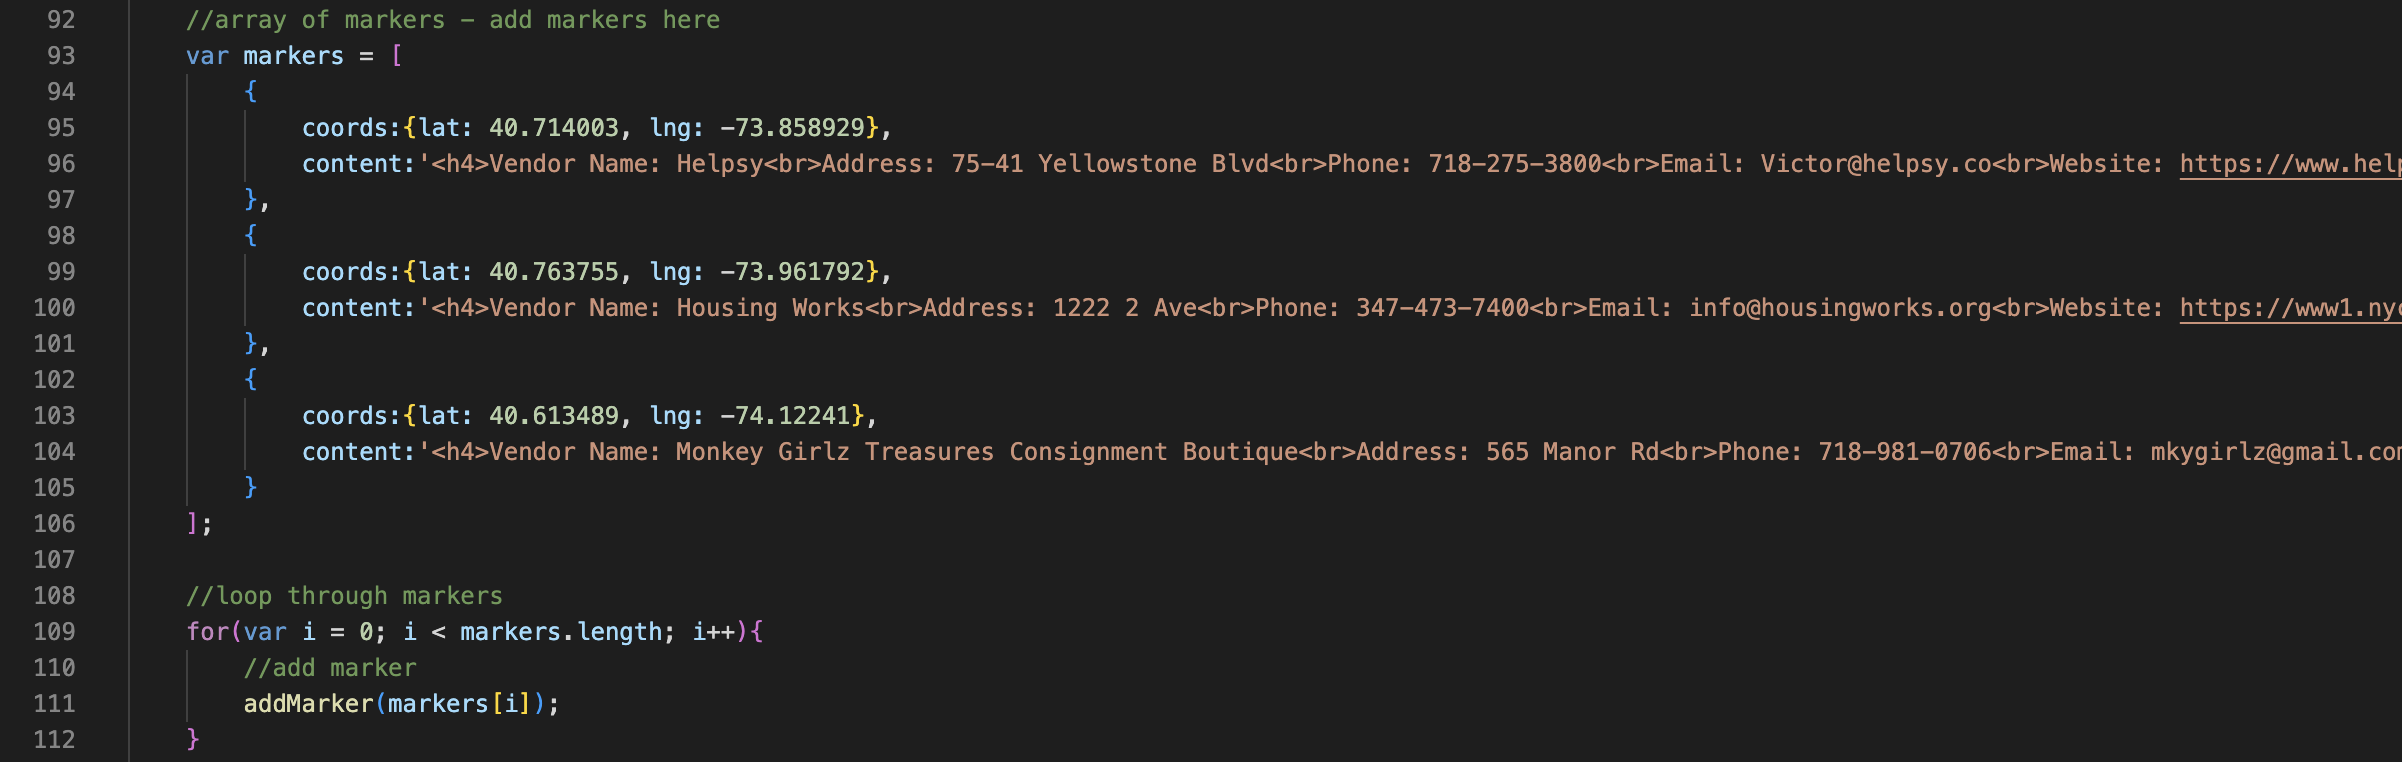 92 //array of markers - add markers here
93 var markers = [
94 {
95 coords:{lat: 40.714003, lng: -73.858929},
96 content:'<h4>Vendor Name: Helpsy<br>Address: 75-41 Yellowstone Blvd<br>Phone: 718-275-3800<br>Email: Victor@helpsy.co<br>Website: https://www.help
97 },
98 {
99 coords:{lat: 40.763755, lng: -73.961792},
100 content:'<h4>Vendor Name: Housing Works<br>Address: 1222 2 Ave<br>Phone: 347-473-7400<br>Email: info@housingworks.org<br>Website: https://www1.nyc
101 },
102 {
103 coords:{lat: 40.613489, lng: -74.12241},
104 content:'<h4>Vendor Name: Monkey Girlz Treasures Consignment Boutique<br>Address: 565 Manor Rd<br>Phone: 718-981-0706<br>Email: mkygirlz@gmail.com
105 }
106 ];
107
108 //loop through markers
109 for(var i = 0; i < markers.length; i++){
110 //add marker
111 addMarker(markers[i]);
112 }